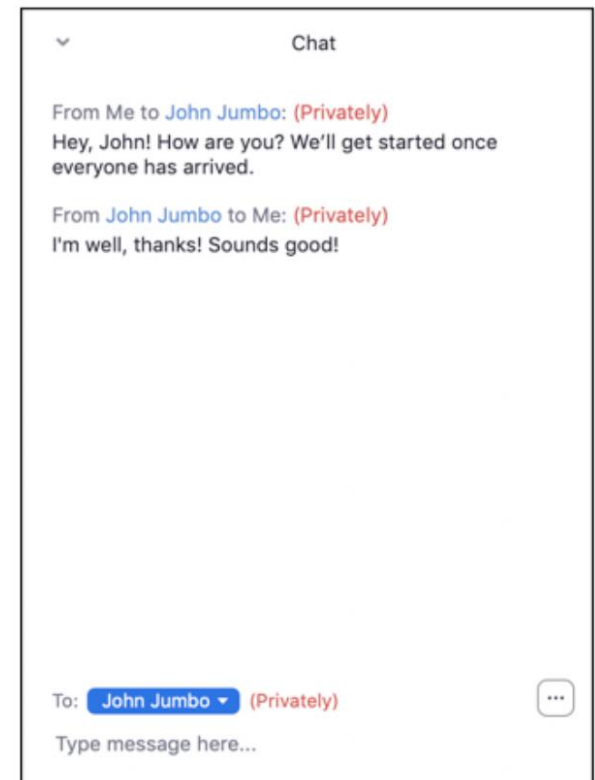 Chat
From Me to John Jumbo: (Privately)
Hey, John! How are you? We’ll get started once
everyone has arrived.
From John Jumbo to Me: (Privately)
I'm well, thanks! Sounds good!
To: John Jumbo (Privately)
Type message here...